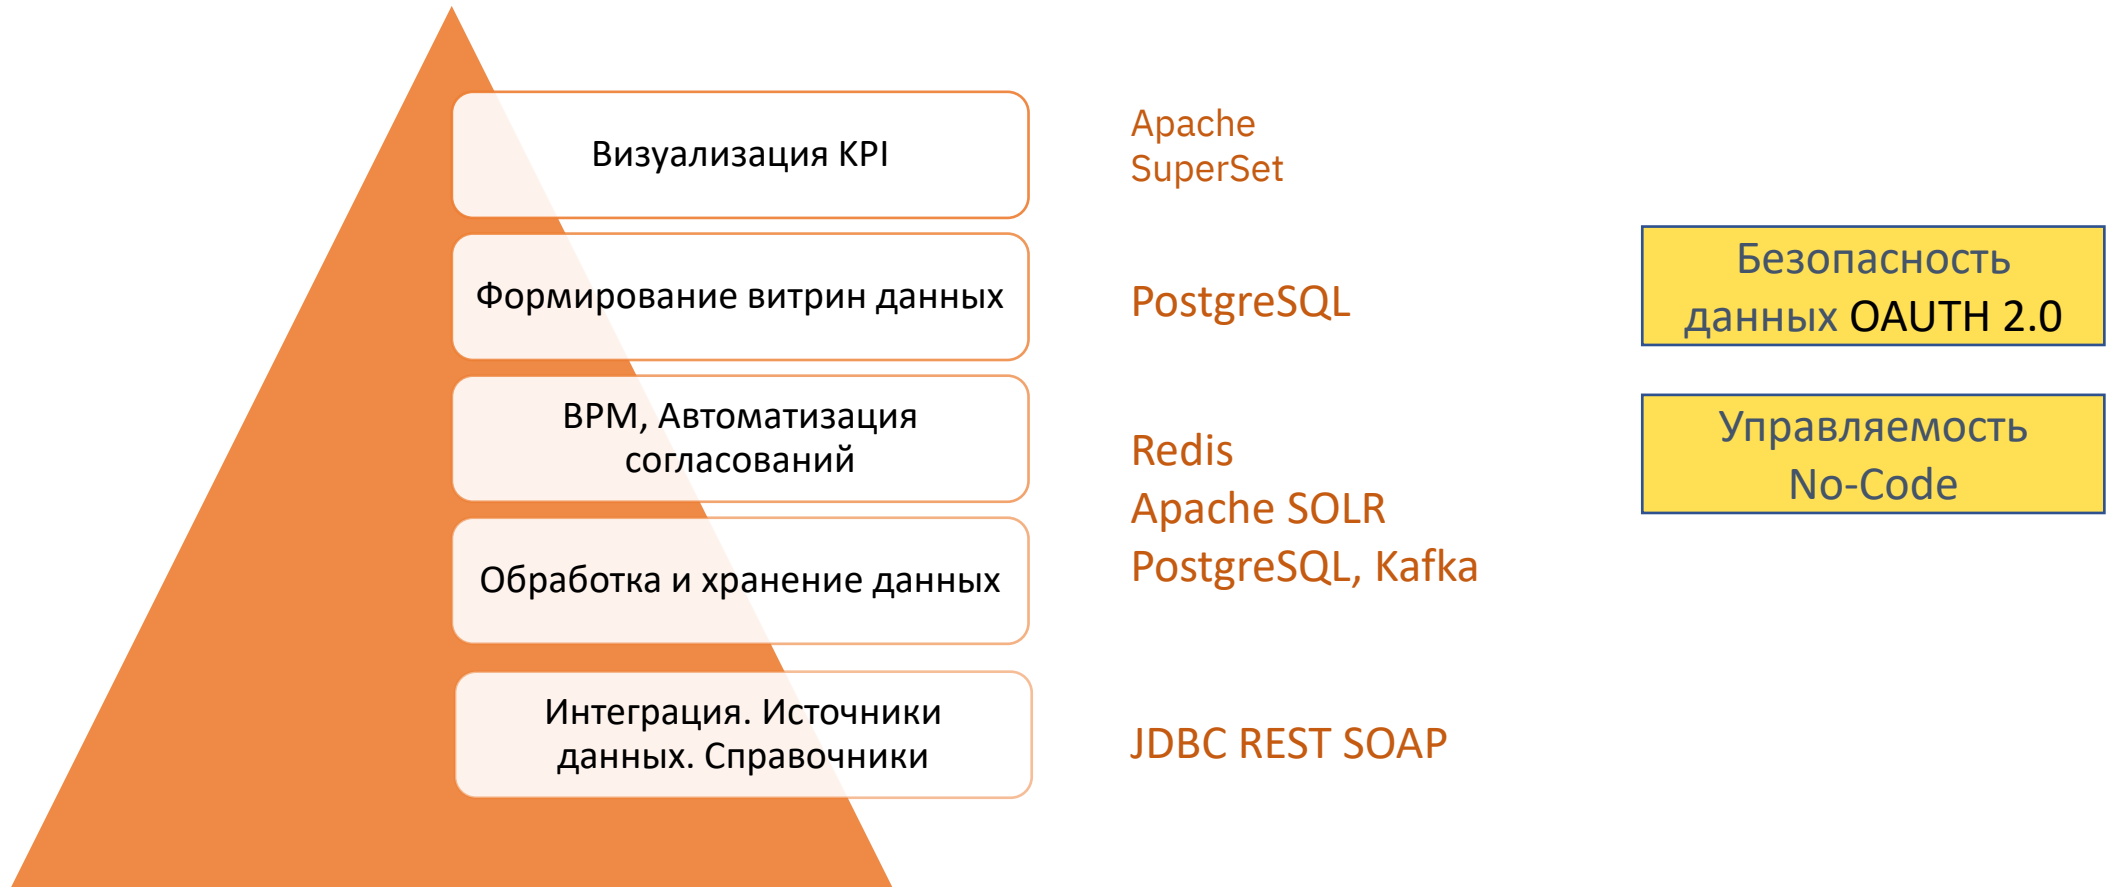 Визуализация KPI
Apache
SuperSet
Формирование витрин данных
PostgreSQL
Безопасность
данных OAUTH 2.0
BPM, Автоматизация
согласований
Redis
Apache SOLR
PostgreSQL, Kafka
Управляемость
No-Code
Обработка и хранение данных
Интеграция. Источники
данных. Справочники
JDBC REST SOAP